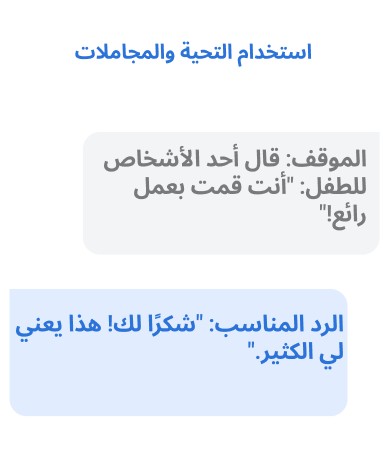 استخدام التحية والمجاملات
الموقف: قال أحد الأشخاص
للطفل: "أنت قمت بعمل
رائع!"
الرد المناسب: "شكرًا لك! هذا يعني
لي الكثير."